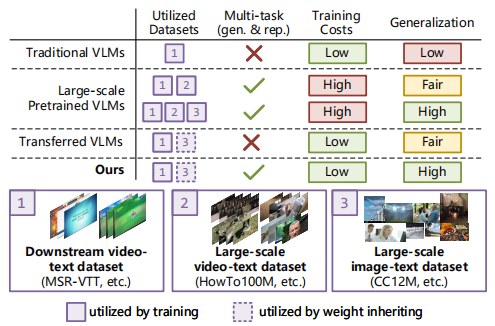 Utilized Datasets Multi-task (gen. & rep.) Training Costs Generalization
Traditional VLMs 1 Low Low
Large-scale Pretrained VLMs 1 2 High Fair
1 2 3 High High
Transferred VLMs 1 3 Low Fair
Ours 1 3 Low High
1
Downstream video-
text dataset
(MSR-VTT, etc.)
2
Large-scale
video-text dataset
(HowTo100M, etc.)
3
Large-scale
image-text dataset
(CC12M, etc.)
utilized by training utilized by weight inheriting